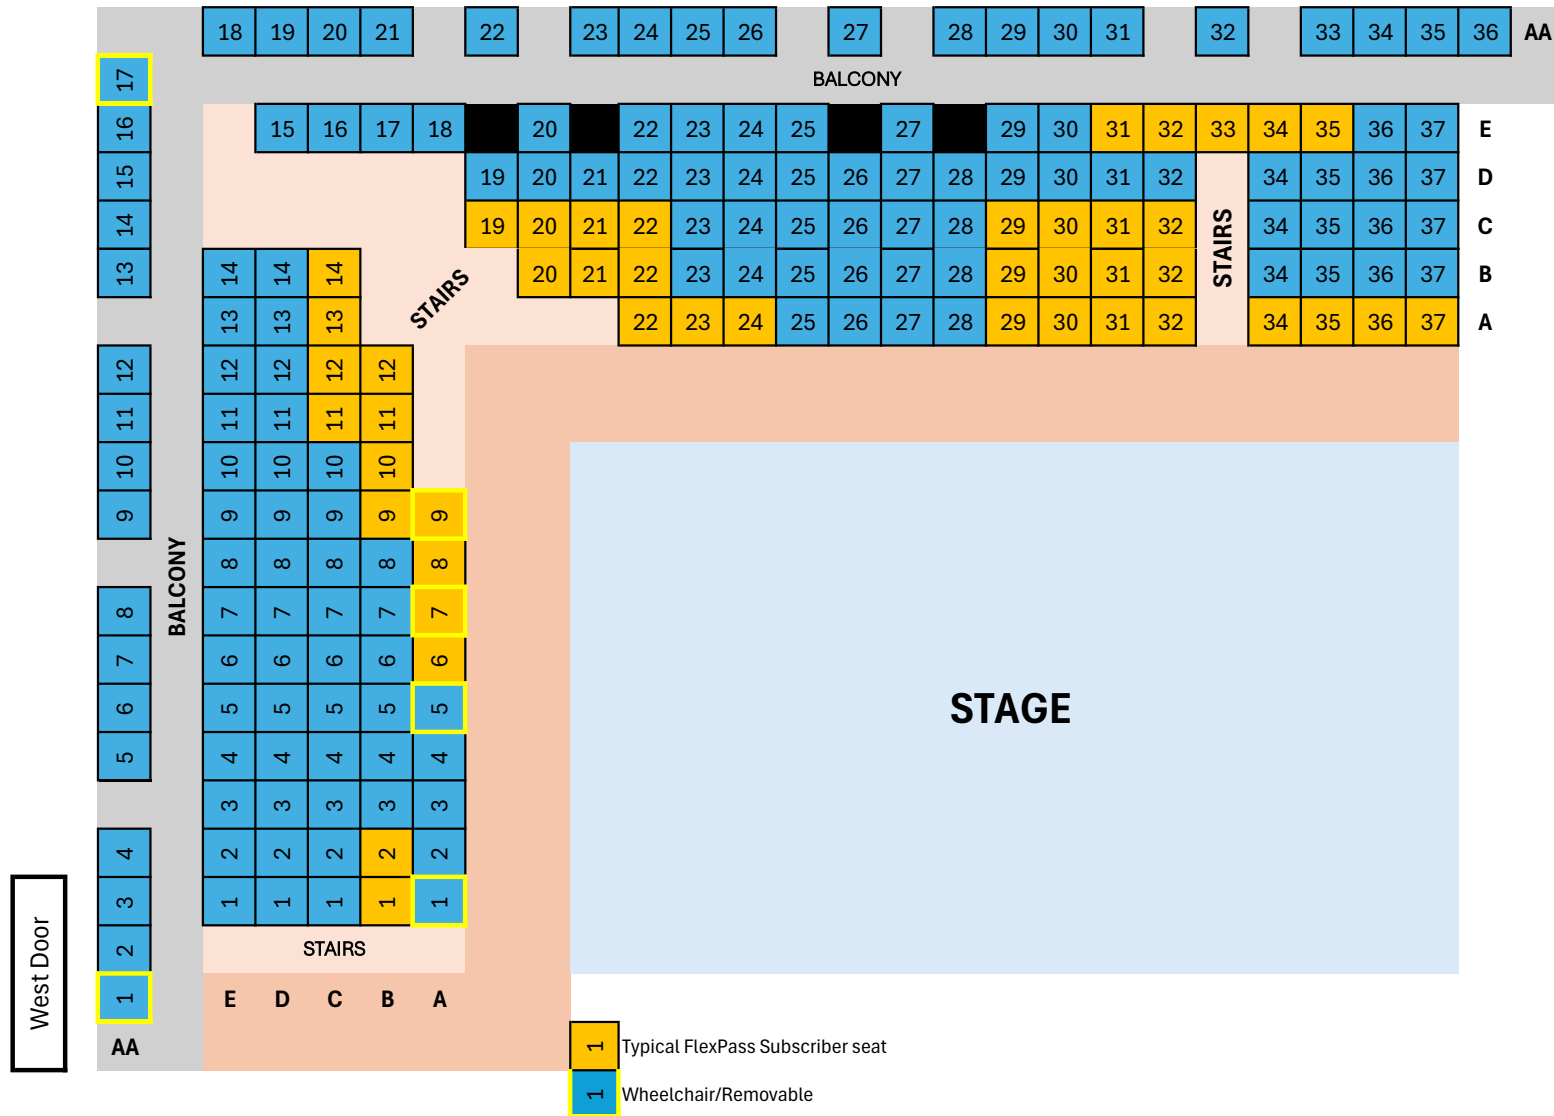 18 19 20 21 22 23 24 25 26 27 28 29 30 31 32 33 34 35 36 AA
17
BALCONY
16
15 16 17 18 20 22 23 24 25 27 29 30 31 32 33 34 35 36 37 E
15
19 20 21 22 23 24 25 26 27 28 29 30 31 32 34 35 36 37 D
14
19 20 21 22 23 24 25 26 27 28 29 30 31 32 34 35 36 37 C
STAIRS
13 14 14 14
STAIRS
20 21 22 23 24 25 26 27 28 29 30 31 32 34 35 36 37 B
13 13 13
22 23 24 25 26 27 28 29 30 31 32 34 35 36 37 A
12 12 12 12 12
11 11 11 11 11
10 10 10 10 10
9 9 9 9 9 9
8 8 8 8 8
BALCONY
8 7 7 7 7 7
7 6 6 6 6 6
6 5 5 5 5 5
STAGE
5 4 4 4 4 4
3 3 3 3 3
4 2 2 2 2 2
3 1 1 1 1 1
2
STAIRS
West Door
1
E D C B A
AA
1 Typical FlexPass Subscriber seat
1 Wheelchair/Removable